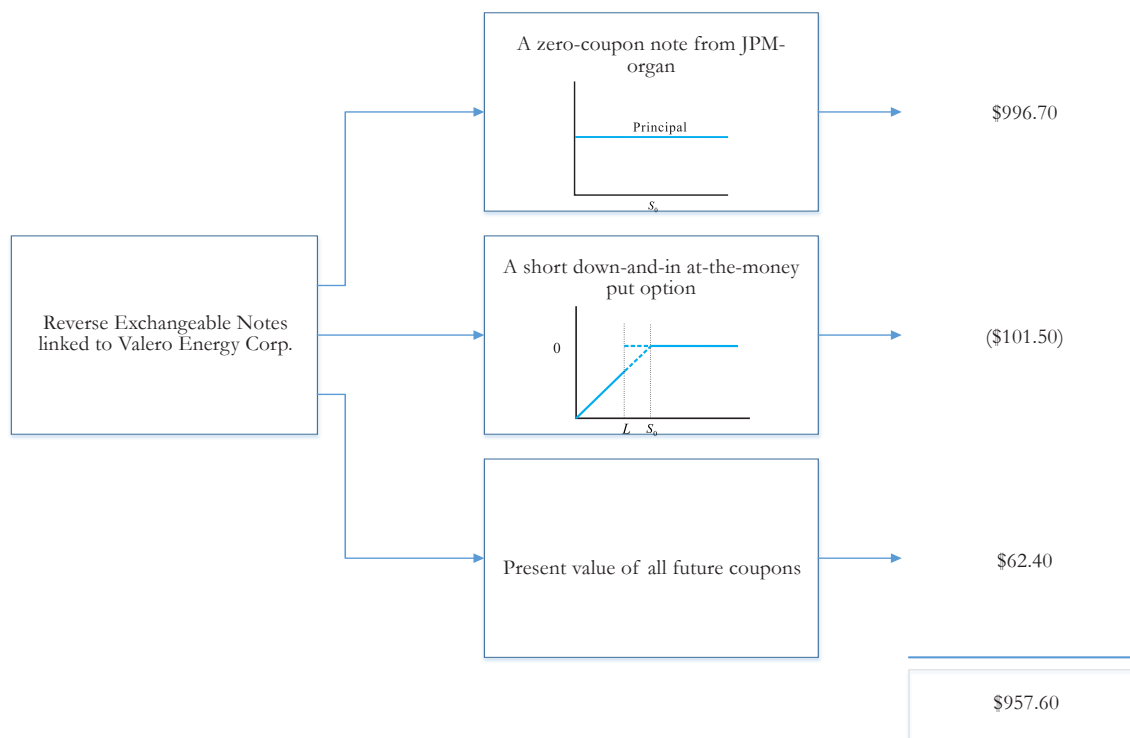 A zero-coupon note from JPM-
organ
Principal
S₀
$996.70
Reverse Exchangeable Notes
linked to Valero Energy Corp.
A short down-and-in at-the-money
put option
0
L S₀
($101.50)
Present value of all future coupons
$62.40
$957.60